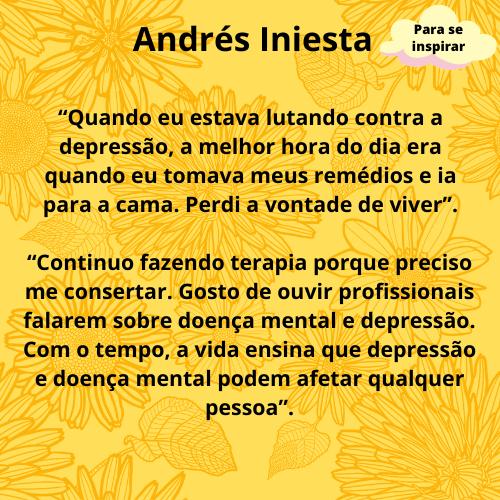 Andrés Iniesta
Para se
inspirar
“Quando eu estava lutando contra a
depressão, a melhor hora do dia era
quando eu tomava meus remédios e ia
para a cama. Perdi a vontade de viver”.
“Continuo fazendo terapia porque preciso
me consertar. Gosto de ouvir profissionais
falarem sobre doença mental e depressão.
Com o tempo, a vida ensina que depressão
e doença mental podem afetar qualquer
pessoa”.